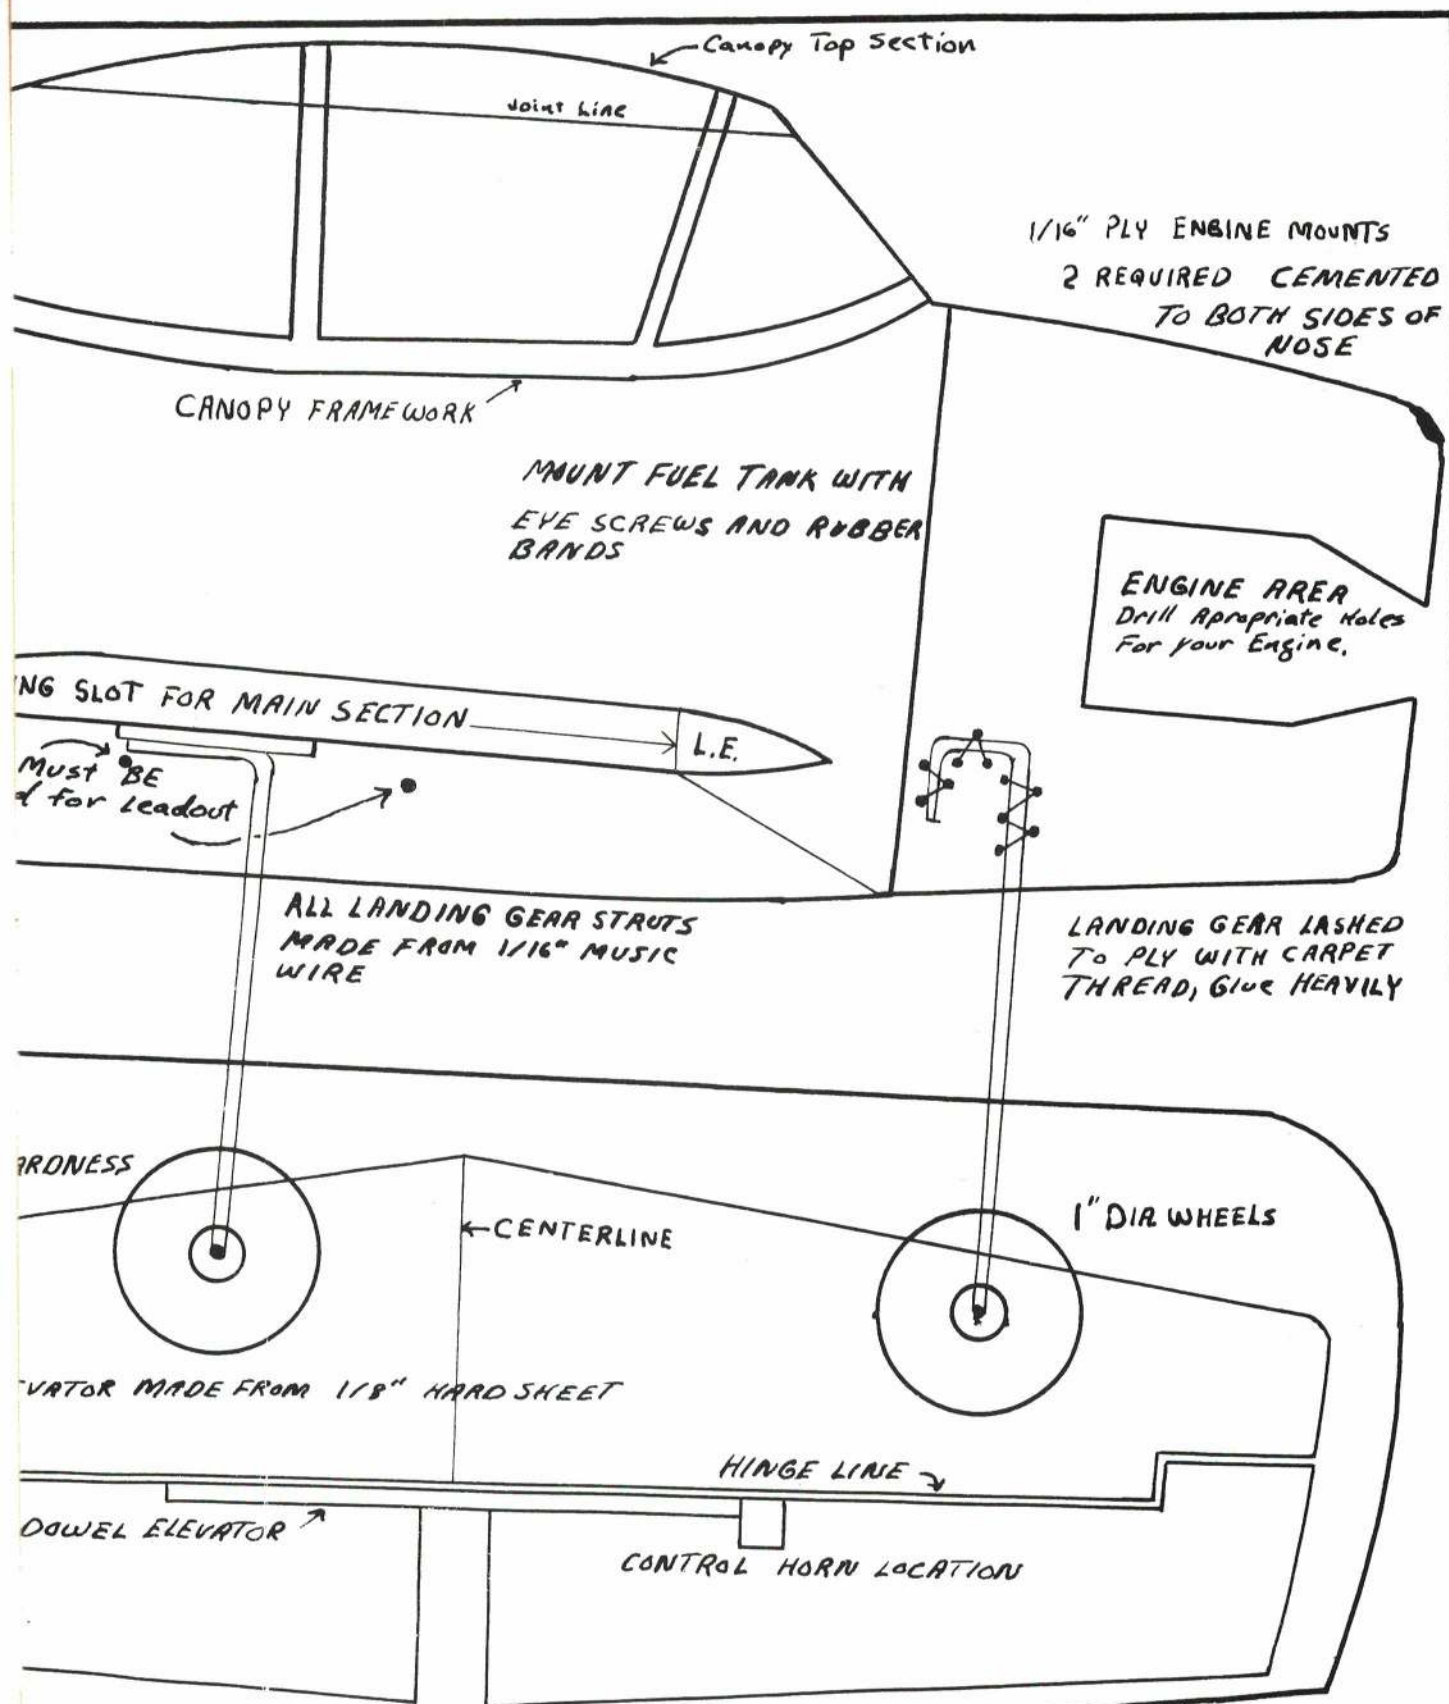 Canopy Top Section
Joint Line
1/16" PLY ENGINE MOUNTS
2 REQUIRED CEMENTED
TO BOTH SIDES OF
NOSE
CANOPY FRAMEWORK
MOUNT FUEL TANK WITH
EYE SCREWS AND RUBBER
BANDS
ENGINE AREA
Drill Apropriate Holes
For your Engine.
NG SLOT FOR MAIN SECTION
L.E.
Must BE
d for Leadout
ALL LANDING GEAR STRUTS
MADE FROM 1/16" MUSIC
WIRE
LANDING GEAR LASHED
To PLY WITH CARPET
THREAD, Glue HEAVILY
ARDNESS
CENTERLINE
1" DIA WHEELS
EVATOR MADE FROM 1/8" HARD SHEET
HINGE LINE
DOWEL ELEVATOR
CONTROL HORN LOCATION